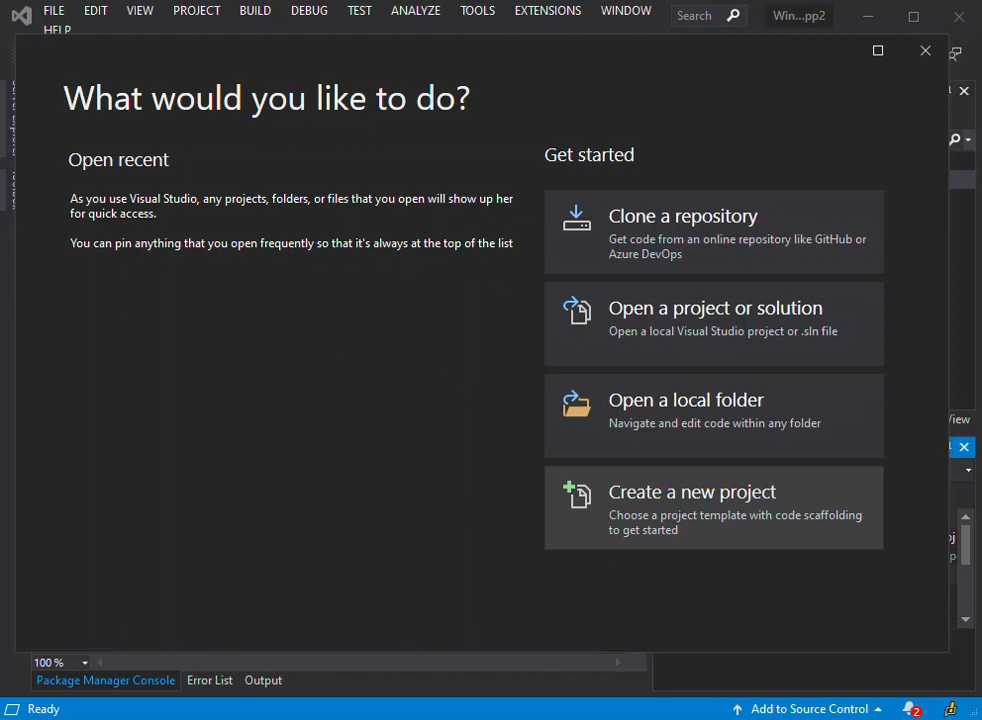 FILE EDIT VIEW PROJECT BUILD DEBUG TEST ANALYZE TOOLS EXTENSIONS WINDOW Search Win...pp2
HELP
What would you like to do?
Open recent
As you use Visual Studio, any projects, folders, or files that you open will show up her
for quick access.
You can pin anything that you open frequently so that it's always at the top of the list
Get started
Clone a repository
Get code from an online repository like GitHub or
Azure DevOps
Open a project or solution
Open a local Visual Studio project or .sln file
Open a local folder
Navigate and edit code within any folder
Create a new project
Choose a project template with code scaffolding
to get started
100 %
Package Manager Console Error List Output
Ready Add to Source Control 2